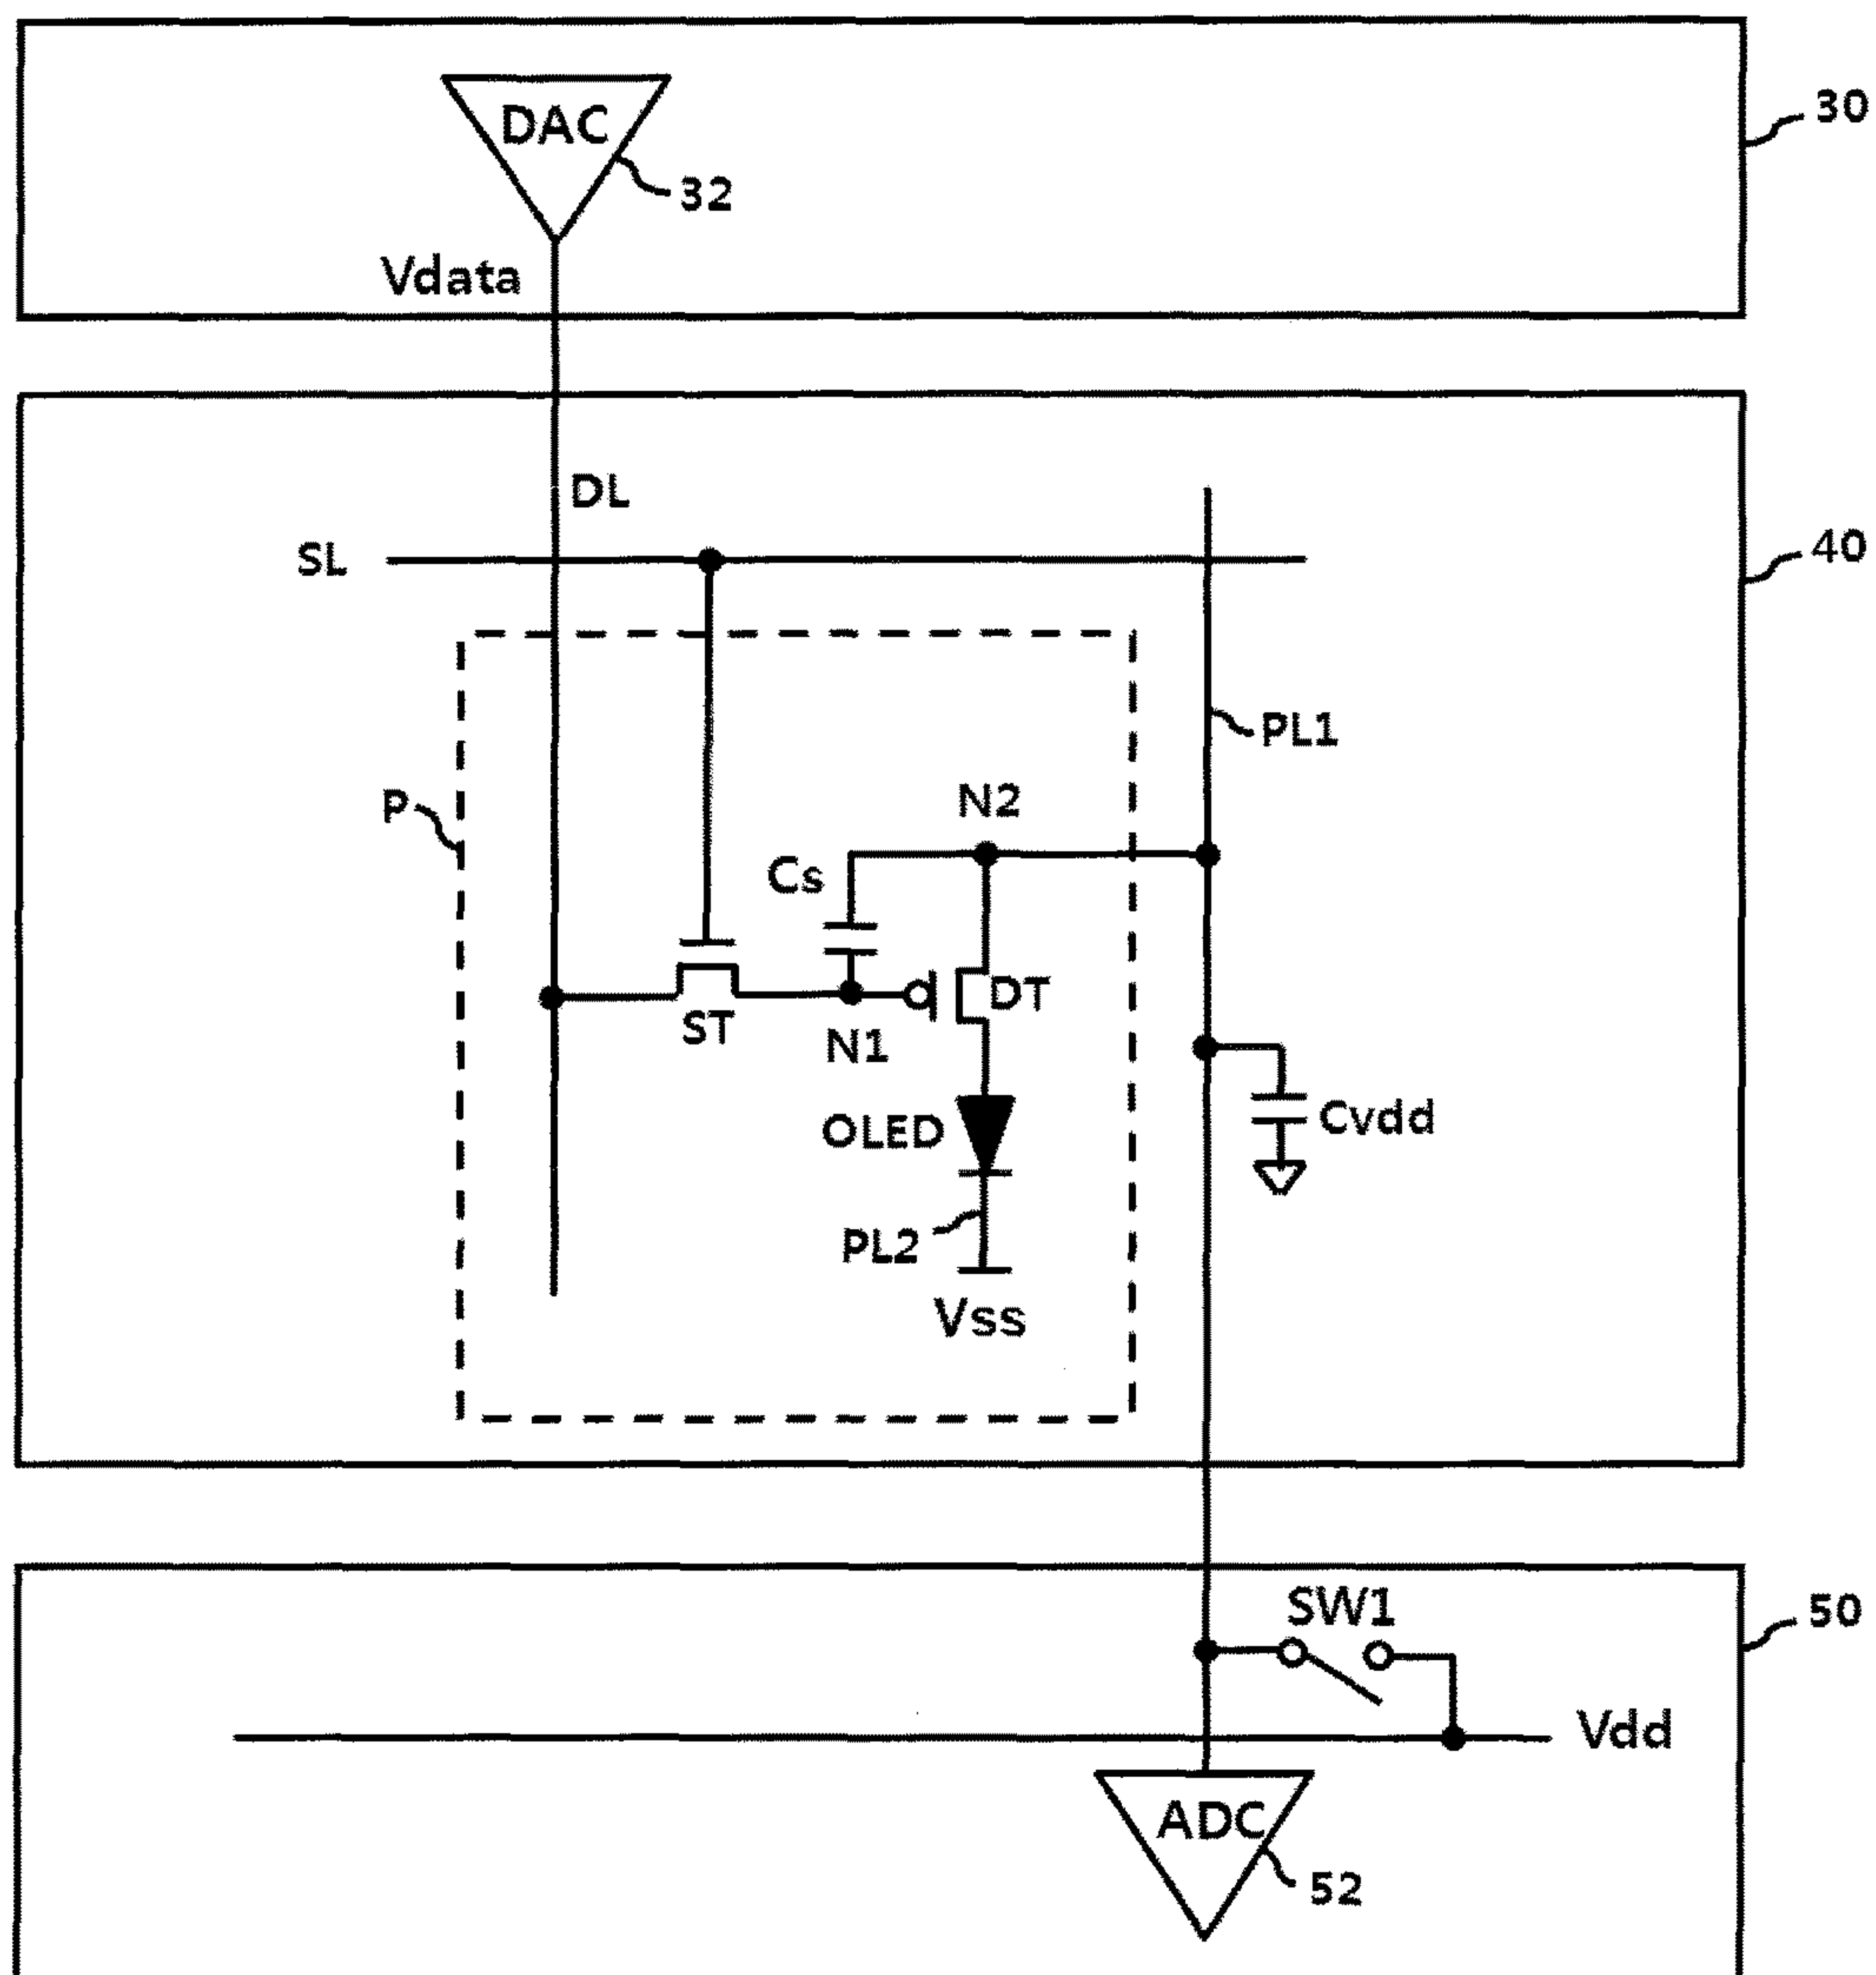 DAC
30
32
Vdata
DL
SL
40
PL1
P
N2
Cs
DT
ST
N1
OLED
Cvdd
PL2
Vss
SW1
50
Vdd
ADC
52